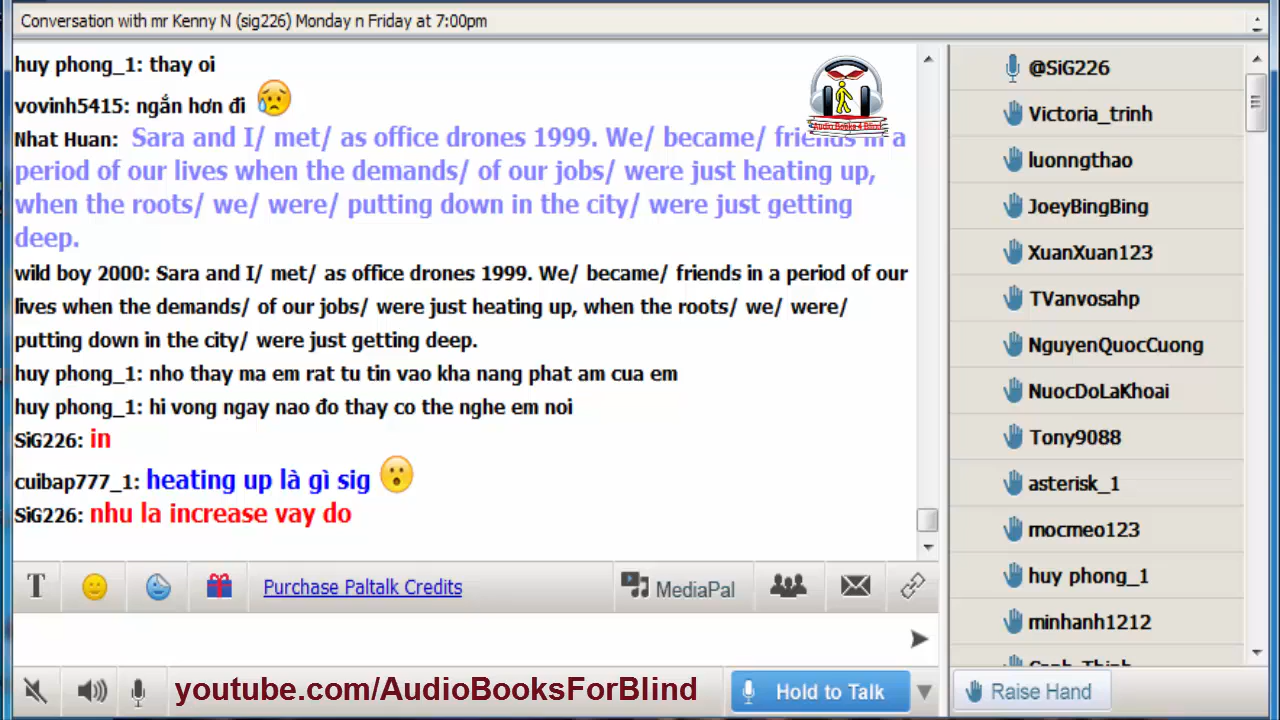 Conversation with mr Kenny N (sig226) Monday n Friday at 7:00pm
huy phong_1: thay oi
vovinh5415: ngắn hơn đi
Nhat Huan: Sara and I/ met/ as office drones 1999. We/ became/ friends in a
period of our lives when the demands/ of our jobs/ were just heating up,
when the roots/ we/ were/ putting down in the city/ were just getting
deep.
wild boy 2000: Sara and I/ met/ as office drones 1999. We/ became/ friends in a period of our
lives when the demands/ of our jobs/ were just heating up, when the roots/ we/ were/
putting down in the city/ were just getting deep.
huy phong_1: nho thay ma em rat tu tin vao kha nang phat am cua em
huy phong_1: hi vong ngay nao đo thay co the nghe em noi
SiG226: in
cuibap777_1: heating up là gì sig
SiG226: nhu la increase vay do
Audio Books 4 Blind
Purchase Paltalk Credits
MediaPal
youtube.com/AudioBooksForBlind
Hold to Talk
@SiG226
Victoria_trinh
luonngthao
JoeyBingBing
XuanXuan123
TVanvosahp
NguyenQuocCuong
NuocDoLaKhoai
Tony9088
asterisk_1
mocmeo123
huy phong_1
minhanh1212
Raise Hand